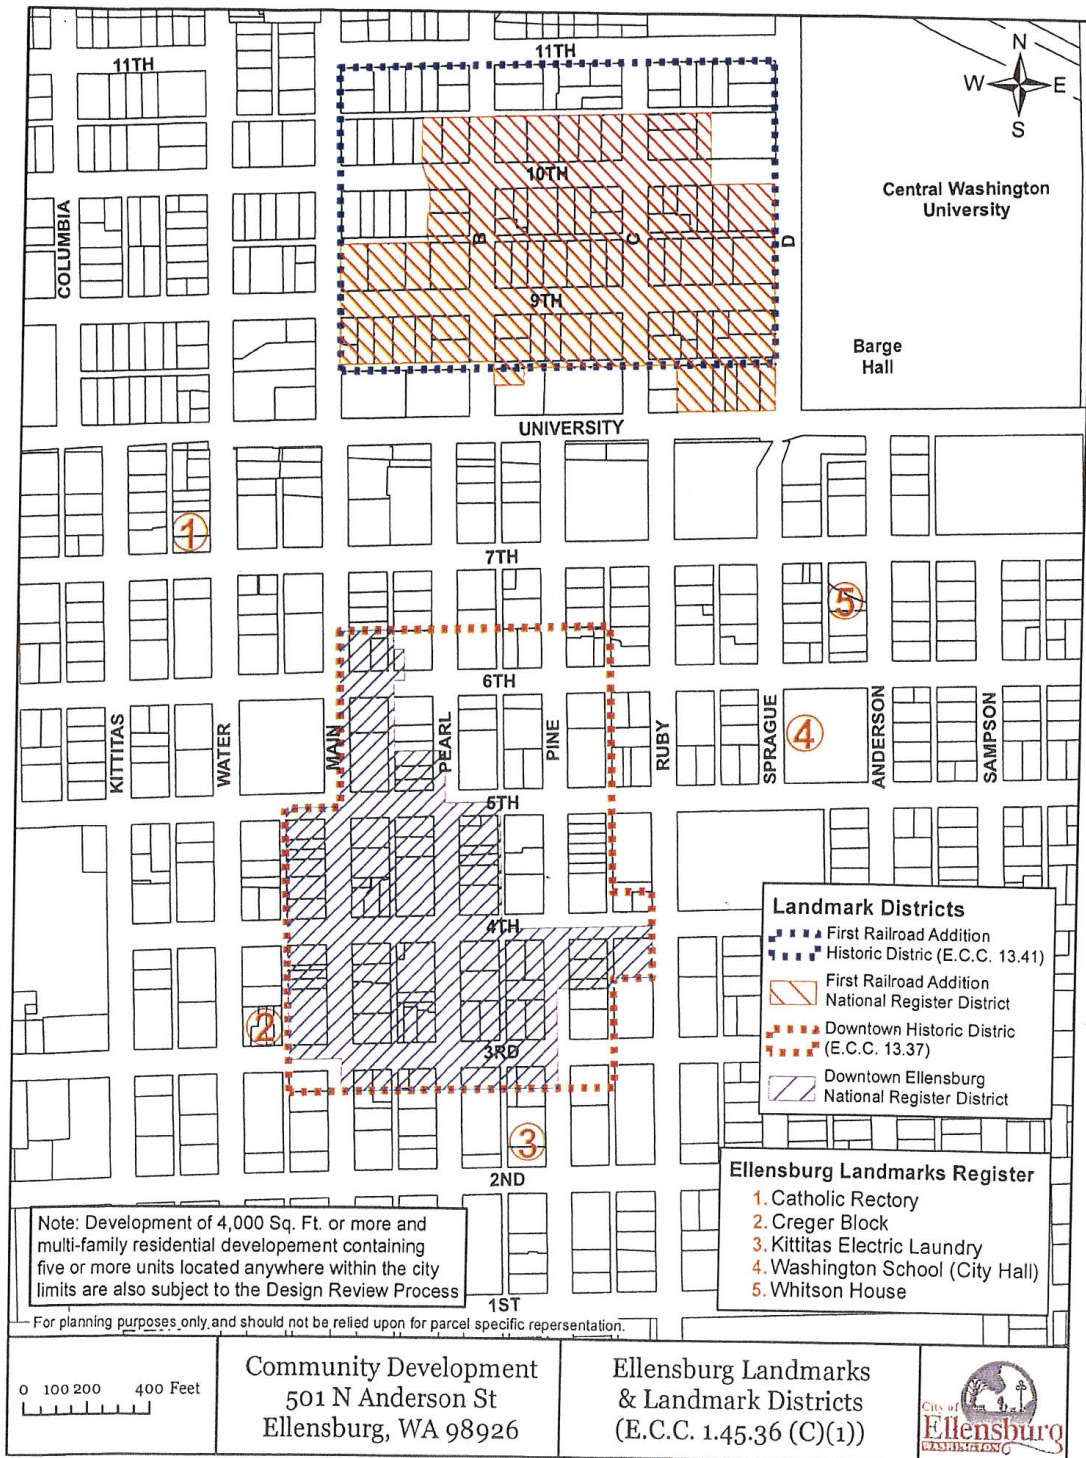 11TH
11TH
N
W E
S
Central Washington
University
10TH
COLUMBIA
B
C
D
9TH
Barge
Hall
UNIVERSITY
1
7TH
5
6TH
KITTITAS
WATER
MAIN
PEARL
PINE
RUBY
SPRAGUE
4
ANDERSON
SAMPSON
5TH
4TH
2
3RD
3
2ND
1ST
Landmark Districts
First Railroad Addition
Historic Distric (E.C.C. 13.41)
First Railroad Addition
National Register District
Downtown Historic Distric
(E.C.C. 13.37)
Downtown Ellensburg
National Register District
Ellensburg Landmarks Register
1. Catholic Rectory
2. Creger Block
3. Kittitas Electric Laundry
4. Washington School (City Hall)
5. Whitson House
Note: Development of 4,000 Sq. Ft. or more and
multi-family residential developement containing
five or more units located anywhere within the city
limits are also subject to the Design Review Process
For planning purposes only and should not be relied upon for parcel specific repersentation.
0 100 200 400 Feet
Community Development
501 N Anderson St
Ellensburg, WA 98926
Ellensburg Landmarks
& Landmark Districts
(E.C.C. 1.45.36 (C)(1))
City of
Ellensburg
WASHINGTON